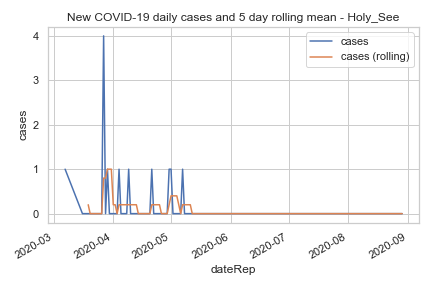 New COVID-19 daily cases and 5 day rolling mean - Holy_See
cases
cases (rolling)
4
3
2
1
0
cases
2020-03
2020-04
2020-05
2020-06
2020-07
2020-08
2020-09
dateRep